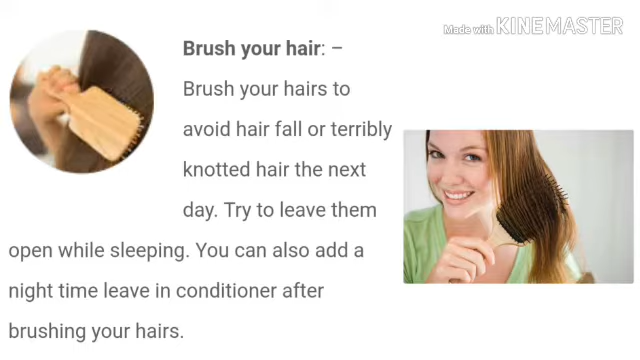 Made with KINEMASTER
Brush your hair: –
Brush your hairs to
avoid hair fall or terribly
knotted hair the next
day. Try to leave them
open while sleeping. You can also add a
night time leave in conditioner after
brushing your hairs.